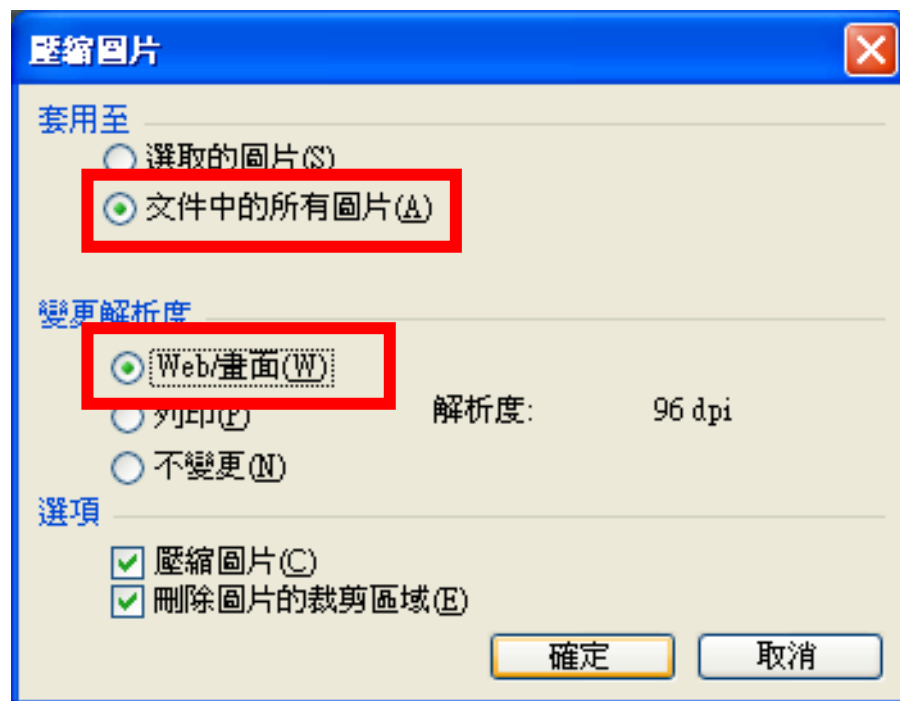 壓縮圖片
套用至
選取的圖片(S)
文件中的所有圖片(A)
變更解析度
Web/畫面(W)
列印(P) 解析度: 96 dpi
不變更(N)
選項
壓縮圖片(C)
刪除圖片的裁剪區域(E)
確定 取消